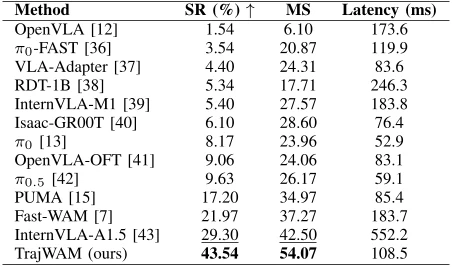 Method SR (%) ↑ MS Latency (ms)
OpenVLA [12] 1.54 6.10 173.6
π0-FAST [36] 3.54 20.87 119.9
VLA-Adapter [37] 4.40 24.31 83.6
RDT-1B [38] 5.34 17.71 246.3
InternVLA-M1 [39] 5.40 27.57 183.8
Isaac-GR00T [40] 6.10 28.60 76.4
π0 [13] 8.17 23.96 52.9
OpenVLA-OFT [41] 9.06 24.06 83.1
π0.5 [42] 9.63 26.17 59.1
PUMA [15] 17.20 34.97 85.4
Fast-WAM [7] 21.97 37.27 183.7
InternVLA-A1.5 [43] 29.30 42.50 552.2
TrajWAM (ours) 43.54 54.07 108.5